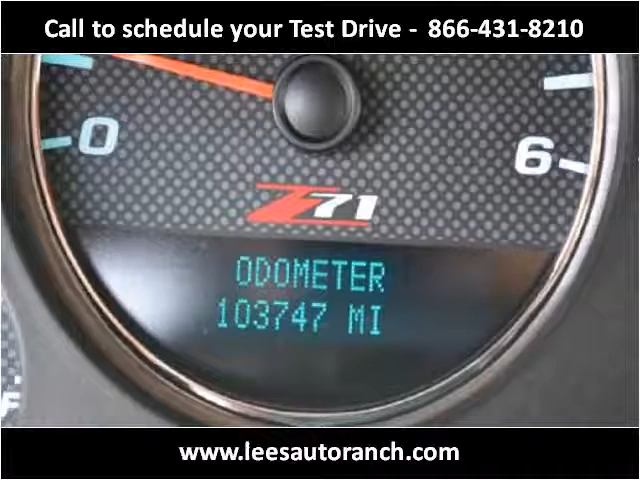 Call to schedule your Test Drive - 866-431-8210
0
6
Z71
ODOMETER
103747 MI
F
www.leesautoranch.com